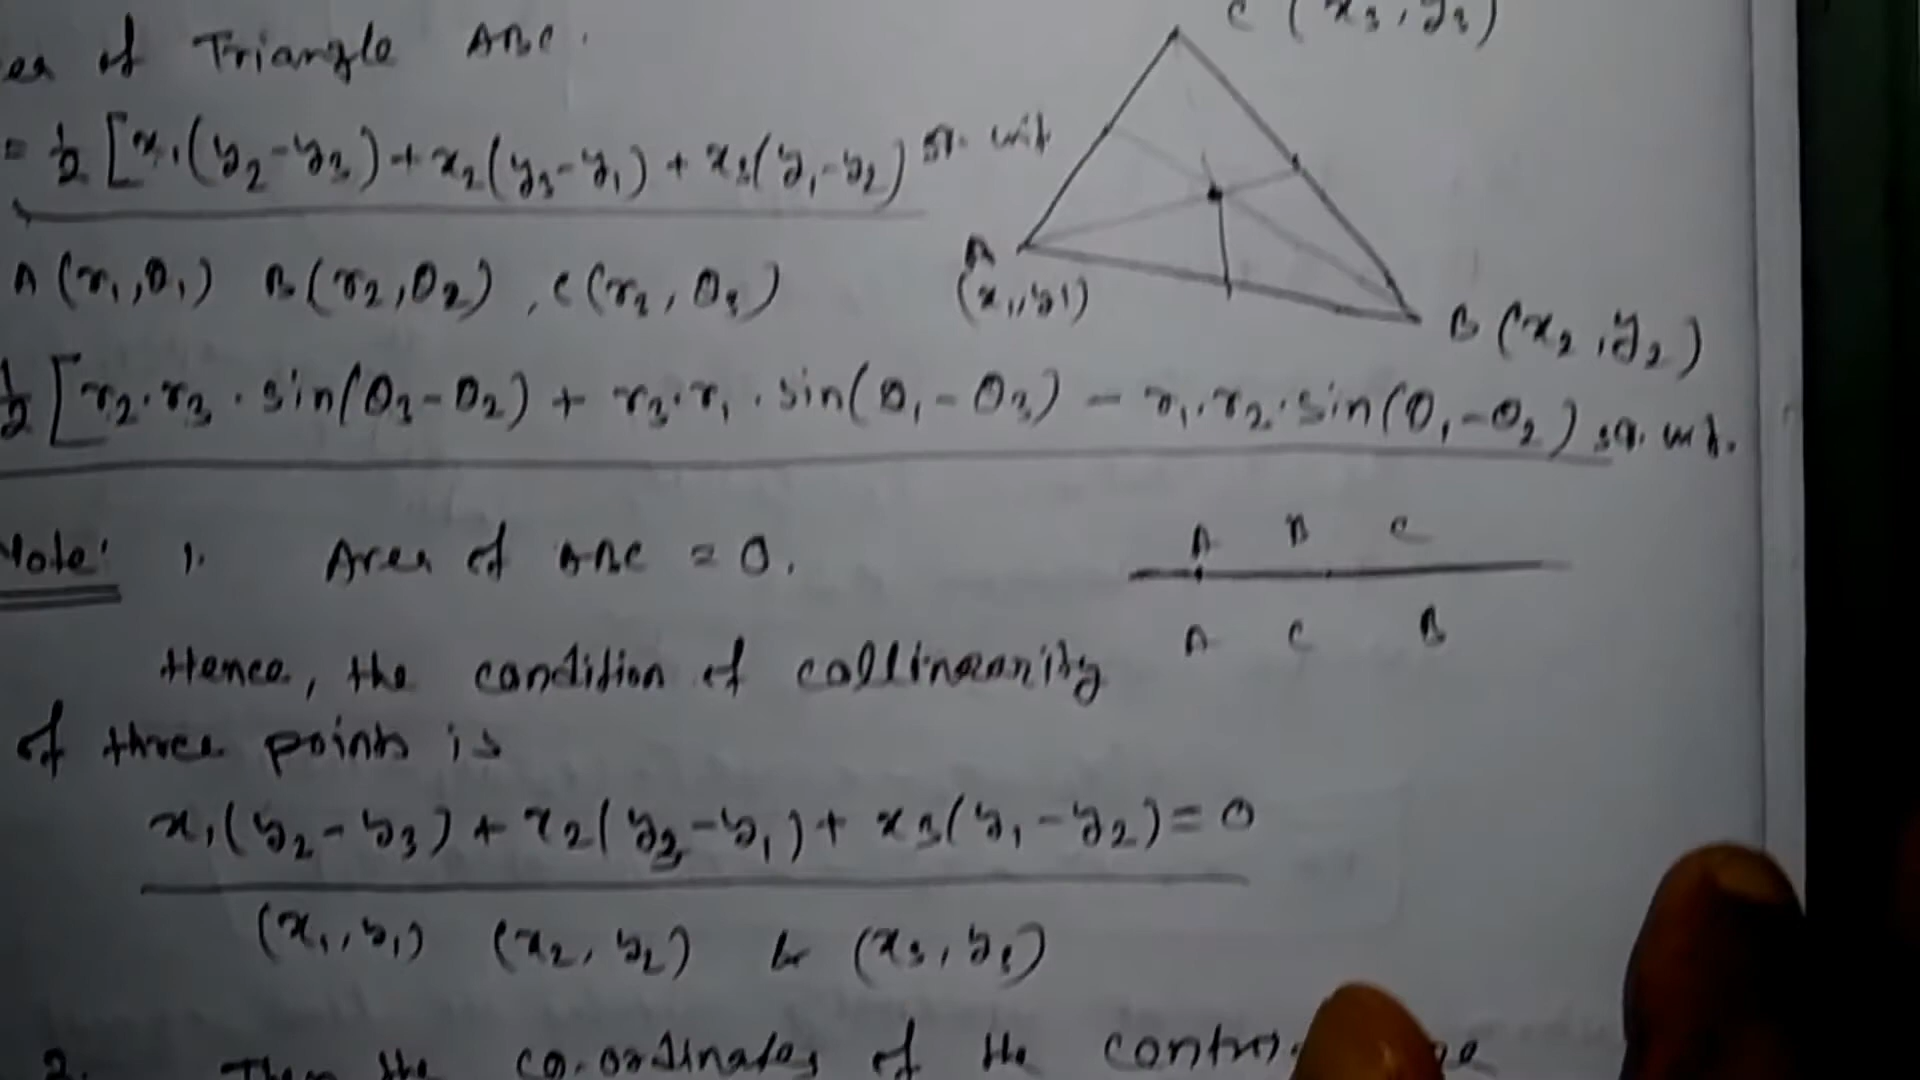 of Triangle ABC.
C (x₃, y₃)
= ½ [x₁(y₂-y₃)+x₂(y₃-y₁)+x₃(y₁-y₂) sq. unit
A
(x₁, y₁)
B (x₂, y₂)
A(r₁,θ₁) B(r₂,θ₂), C(r₃,θ₃)
½ [r₂.r₃.sin(θ₃-θ₂) + r₃.r₁.sin(θ₁-θ₃) - r₁.r₂.sin(θ₁-θ₂) sq. unit.
Note: 1. Area of ABC = 0.
A B C
A C B
Hence, the condition of collinearity
of three points is
x₁(y₂-y₃)+x₂(y₃-y₁)+x₃(y₁-y₂)=0
(x₁, y₁) (x₂, y₂) & (x₃, y₃)
2. Then the co-ordinates of the